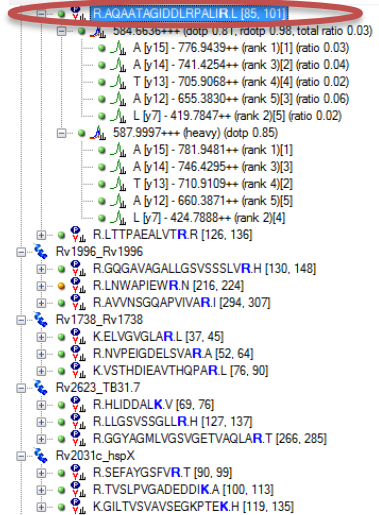 R.AQAATAGIDDLRPALIR.L [85, 101]
584.6636+++ (dotp 0.81, rdotp 0.98, total ratio 0.03)
A [y15] - 776.9439++ (rank 1)[1] (ratio 0.03)
A [y14] - 741.4254++ (rank 3)[2] (ratio 0.04)
T [y13] - 705.9068++ (rank 4)[4] (ratio 0.02)
A [y12] - 655.3830++ (rank 5)[3] (ratio 0.06)
L [y7] - 419.7847++ (rank 2)[5] (ratio 0.02)
587.9997+++ (heavy) (dotp 0.85)
A [y15] - 781.9481++ (rank 1)[1]
A [y14] - 746.4295++ (rank 3)[3]
T [y13] - 710.9109++ (rank 4)[2]
A [y12] - 660.3871++ (rank 5)[5]
L [y7] - 424.7888++ (rank 2)[4]
R.LTTPAEALVTR.R [126, 136]
Rv1996_Rv1996
R.GQGAVAGALLGSVSSSLVR.H [130, 148]
R.LNWAPIEWR.N [216, 224]
R.AVVNSGQAPVIVAR.I [294, 307]
Rv1738_Rv1738
K.ELVGVGLAR.L [37, 45]
R.NVPEIGDELSVAR.A [52, 64]
K.VSTHDIEAVTHQPAR.L [76, 90]
Rv2623_TB31.7
R.HLIDDALK.V [69, 76]
R.LLGSVSSGLLR.H [127, 137]
R.GGYAGMLVGSVGETVAQLAR.T [266, 285]
Rv2031c_hspX
R.SEFAYGSFVR.T [90, 99]
R.TVSLPVGADEDDIK.A [100, 113]
K.GILTVSVAVSEGKPTEK.H [119, 135]